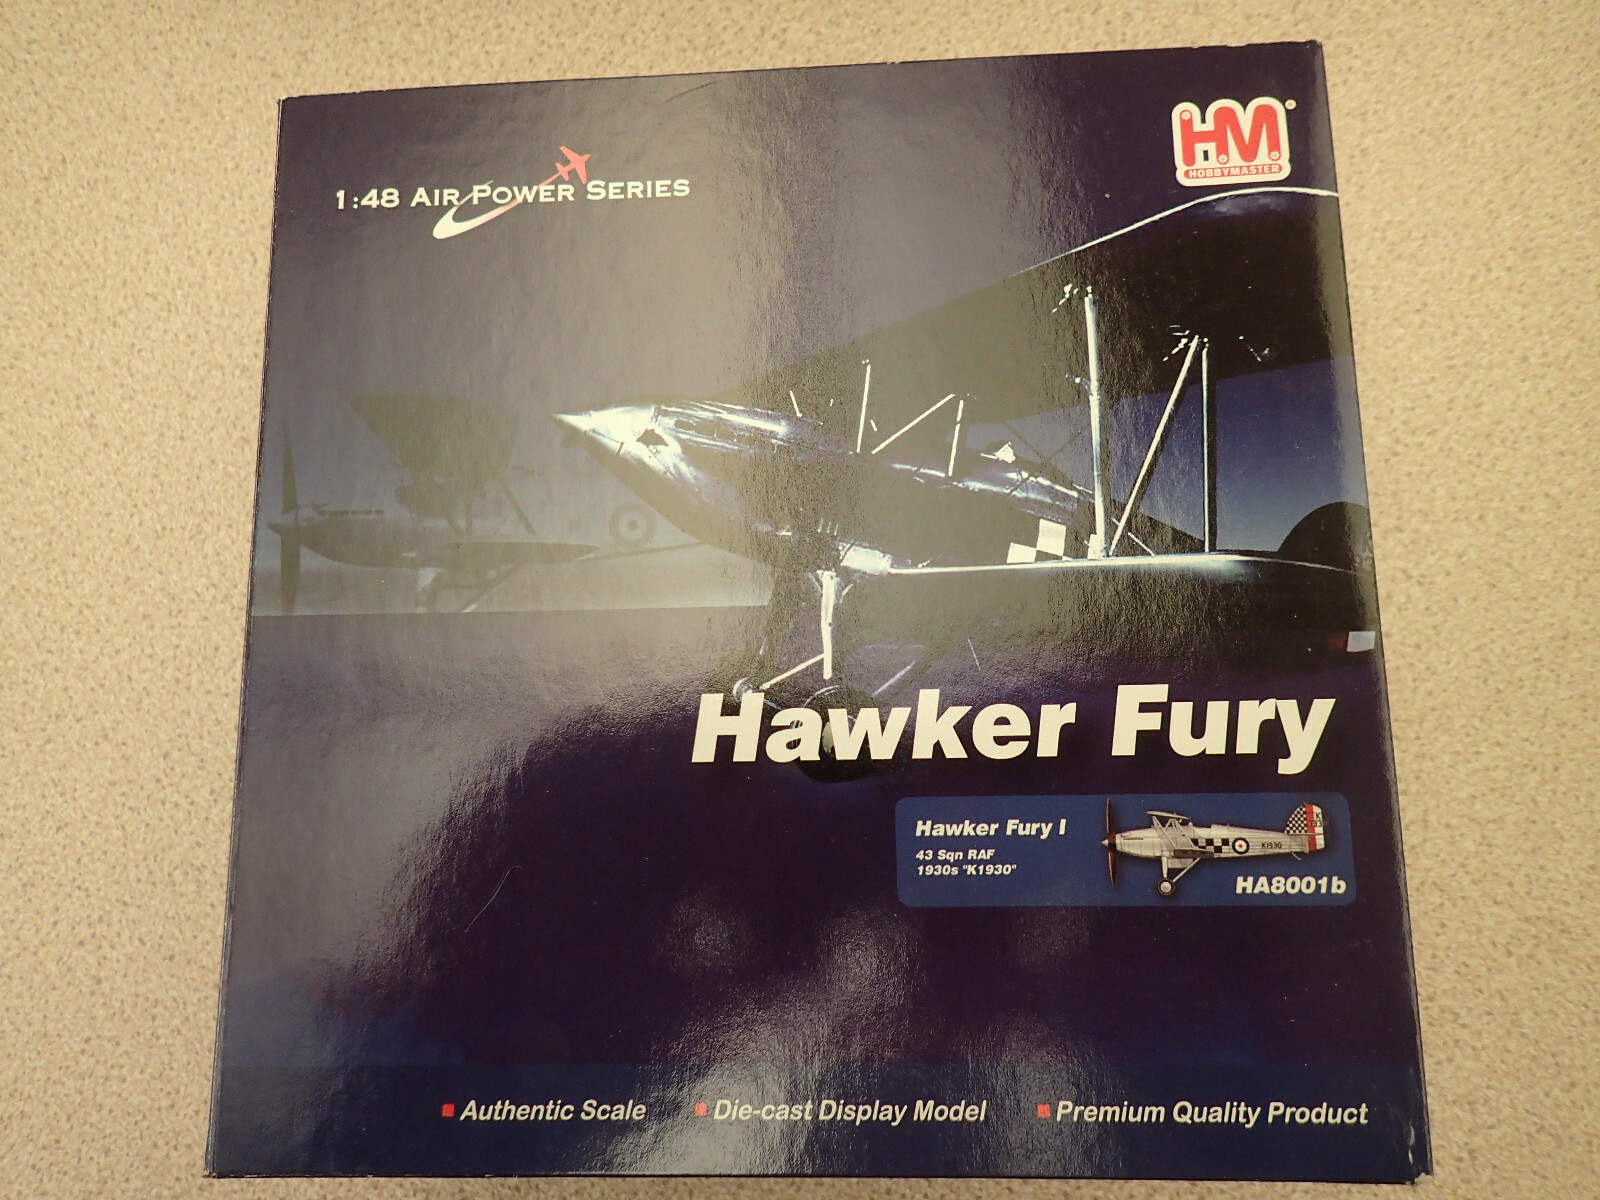 1:48 AIR POWER SERIES
HM
HOBBYMASTER
Hawker Fury
Hawker Fury I
43 Sqn RAF
1930s "K1930"
K1930
HA8001b
Authentic Scale
Die-cast Display Model
Premium Quality Product